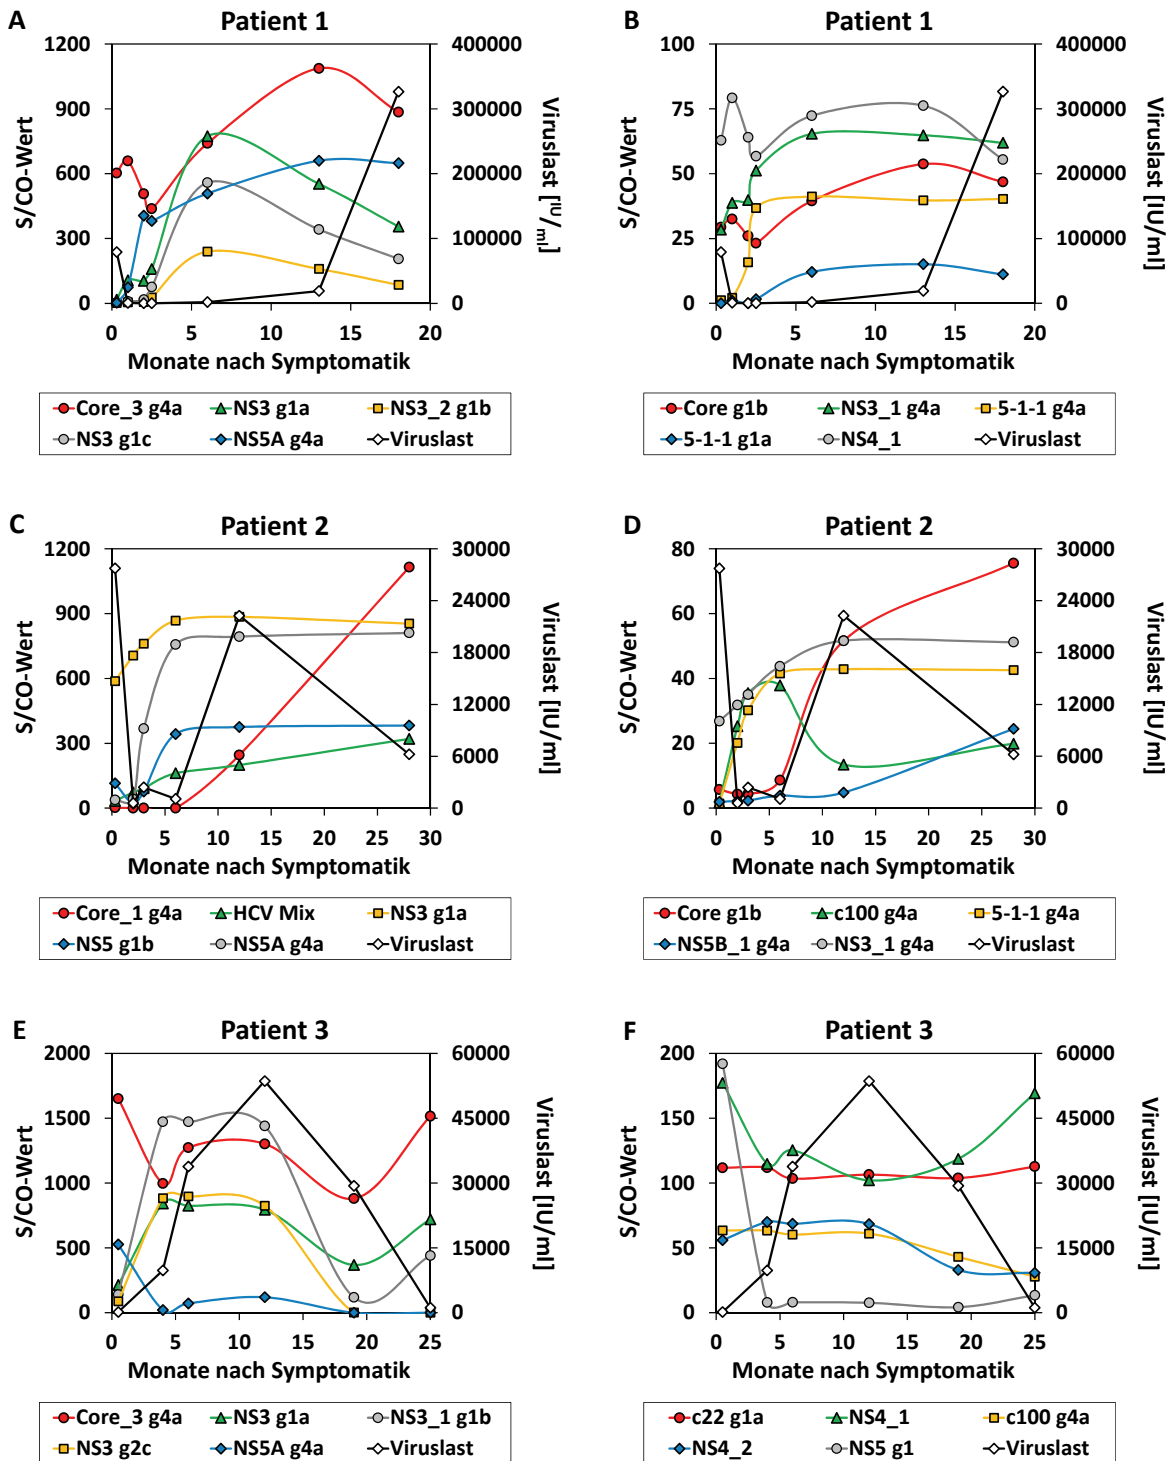 A
Patient 1
1200
900
600
300
0
S/CO-Wert
400000
300000
200000
100000
0
Viruslast [IU/ml]
0 5 10 15 20
Monate nach Symptomatik
Core_3 g4a NS3 g1a NS3_2 g1b
NS3 g1c NS5A g4a Viruslast
B
Patient 1
100
75
50
25
0
S/CO-Wert
400000
300000
200000
100000
0
Viruslast [IU/ml]
0 5 10 15 20
Monate nach Symptomatik
Core g1b NS3_1 g4a 5-1-1 g4a
5-1-1 g1a NS4_1 Viruslast
C
Patient 2
1200
900
600
300
0
S/CO-Wert
30000
24000
18000
12000
6000
0
Viruslast [IU/ml]
0 5 10 15 20 25 30
Monate nach Symptomatik
Core_1 g4a HCV Mix NS3 g1a
NS5 g1b NS5A g4a Viruslast
D
Patient 2
80
60
40
20
0
S/CO-Wert
30000
24000
18000
12000
6000
0
Viruslast [IU/ml]
0 5 10 15 20 25 30
Monate nach Symptomatik
Core g1b c100 g4a 5-1-1 g4a
NS5B_1 g4a NS3_1 g4a Viruslast
E
Patient 3
2000
1500
1000
500
0
S/CO-Wert
60000
45000
30000
15000
0
Viruslast [IU/ml]
0 5 10 15 20 25
Monate nach Symptomatik
Core_3 g4a NS3 g1a NS3_1 g1b
NS3 g2c NS5A g4a Viruslast
F
Patient 3
200
150
100
50
0
S/CO-Wert
60000
45000
30000
15000
0
Viruslast [IU/ml]
0 5 10 15 20 25
Monate nach Symptomatik
c22 g1a NS4_1 c100 g4a
NS4_2 NS5 g1 Viruslast